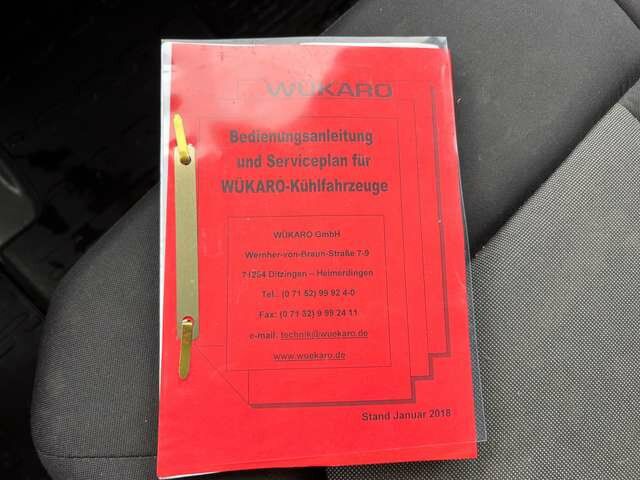 WÜKARO
Bedienungsanleitung
und Serviceplan für
WÜKARO-Kühlfahrzeuge
WÜKARO GmbH
Wernher-von-Braun-Straße 7-9
71254 Ditzingen – Heimerdingen
Tel.: (0 71 52) 99 92 4-0
Fax: (0 71 52) 9 99 24 11
e-mail: technik@wuekaro.de
www.wuekaro.de
Stand Januar 2018